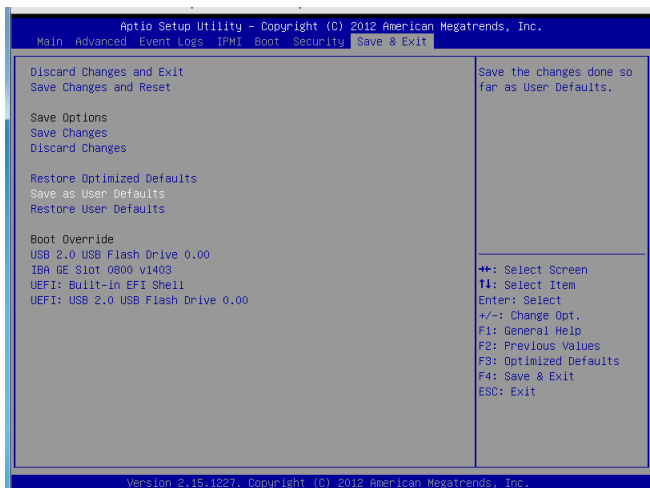 Aptio Setup Utility - Copyright (C) 2012 American Megatrends, Inc.
Main Advanced Event Logs IPMI Boot Security Save & Exit
Discard Changes and Exit
Save Changes and Reset
Save Options
Save Changes
Discard Changes
Restore Optimized Defaults
Save as User Defaults
Restore User Defaults
Boot Override
USB 2.0 USB Flash Drive 0.00
IBA GE Slot 0800 v1403
UEFI: Built-in EFI Shell
UEFI: USB 2.0 USB Flash Drive 0.00
Save the changes done so
far as User Defaults.
→←: Select Screen
↑↓: Select Item
Enter: Select
+/-: Change Opt.
F1: General Help
F2: Previous Values
F3: Optimized Defaults
F4: Save & Exit
ESC: Exit
Version 2.15.1227. Copyright (C) 2012 American Megatrends, Inc.